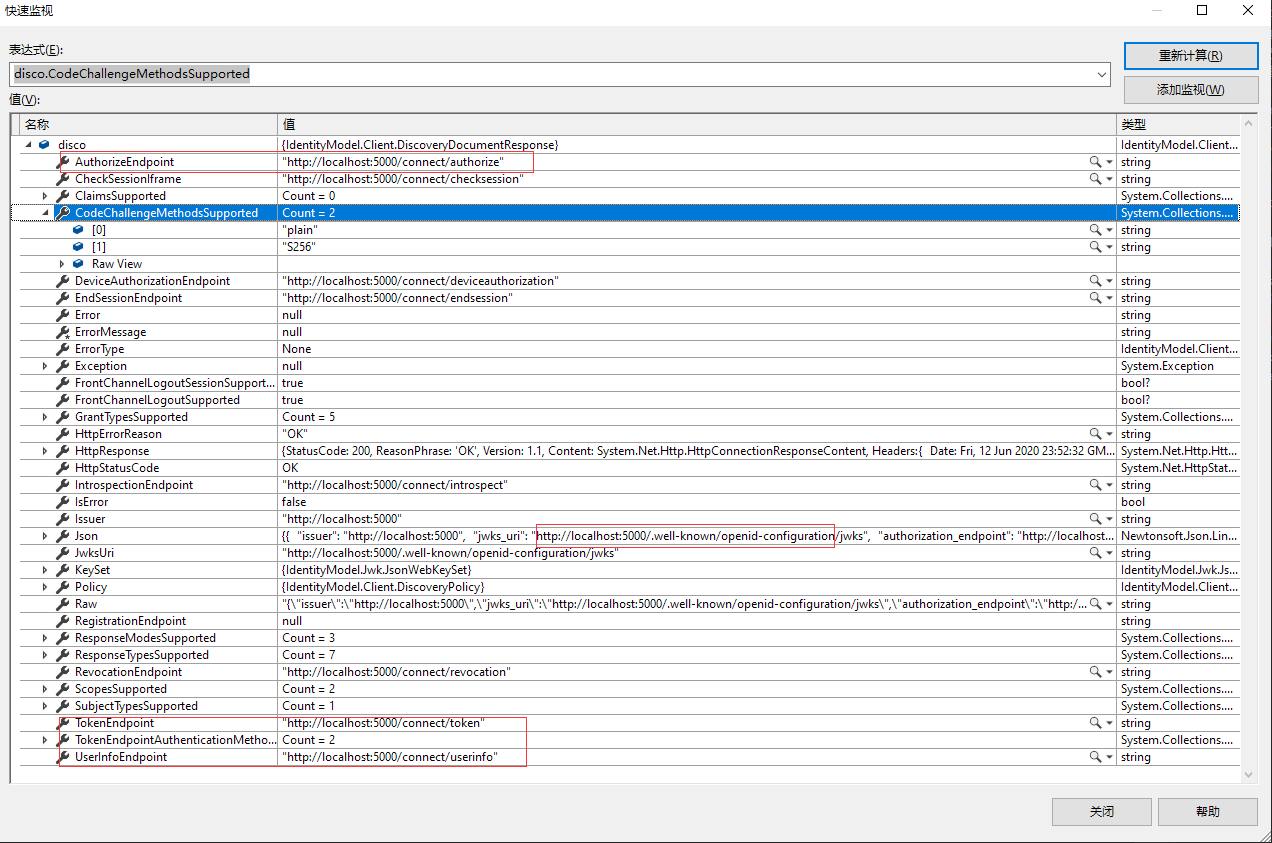 快速监视
表达式(E):
disco.CodeChallengeMethodsSupported
重新计算(R)
添加监视(W)
值(V):
名称 值 类型
disco {IdentityModel.Client.DiscoveryDocumentResponse} IdentityModel.Client...
AuthorizeEndpoint "http://localhost:5000/connect/authorize" string
CheckSessionIframe "http://localhost:5000/connect/checksession" string
ClaimsSupported Count = 0 System.Collections....
CodeChallengeMethodsSupported Count = 2 System.Collections....
[0] "plain" string
[1] "S256" string
Raw View
DeviceAuthorizationEndpoint "http://localhost:5000/connect/deviceauthorization" string
EndSessionEndpoint "http://localhost:5000/connect/endsession" string
Error null string
ErrorMessage null string
ErrorType None IdentityModel.Client...
Exception null System.Exception
FrontChannelLogoutSessionSupport... true bool?
FrontChannelLogoutSupported true bool?
GrantTypesSupported Count = 5 System.Collections....
HttpErrorReason "OK" string
HttpResponse {StatusCode: 200, ReasonPhrase: 'OK', Version: 1.1, Content: System.Net.Http.HttpConnectionResponseContent, Headers:{ Date: Fri, 12 Jun 2020 23:52:32 GM... System.Net.Http.Htt...
HttpStatusCode OK System.Net.HttpStat...
IntrospectionEndpoint "http://localhost:5000/connect/introspect" string
IsError false bool
Issuer "http://localhost:5000" string
Json {{ "issuer": "http://localhost:5000", "jwks_uri": "http://localhost:5000/.well-known/openid-configuration/jwks", "authorization_endpoint": "http://localhost... Newtonsoft.Json.Lin...
JwksUri "http://localhost:5000/.well-known/openid-configuration/jwks" string
KeySet {IdentityModel.Jwk.JsonWebKeySet} IdentityModel.Jwk.Js...
Policy {IdentityModel.Client.DiscoveryPolicy} IdentityModel.Client...
Raw "{\"issuer\":\"http://localhost:5000\",\"jwks_uri\":\"http://localhost:5000/.well-known/openid-configuration/jwks\",\"authorization_endpoint\":\"http:/... string
RegistrationEndpoint null string
ResponseModesSupported Count = 3 System.Collections....
ResponseTypesSupported Count = 7 System.Collections....
RevocationEndpoint "http://localhost:5000/connect/revocation" string
ScopesSupported Count = 2 System.Collections....
SubjectTypesSupported Count = 1 System.Collections....
TokenEndpoint "http://localhost:5000/connect/token" string
TokenEndpointAuthenticationMetho... Count = 2 System.Collections....
UserInfoEndpoint "http://localhost:5000/connect/userinfo" string
关闭 帮助